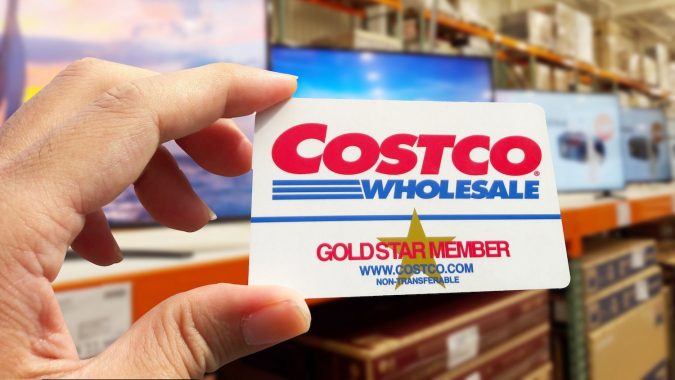 COSTCO®
WHOLESALE
GOLD STAR MEMBER
WWW.COSTCO.COM
NON-TRANSFERABLE